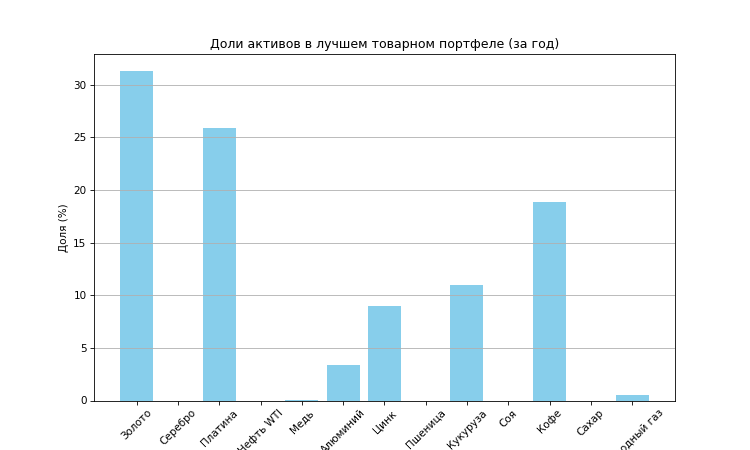 Доли активов в лучшем товарном портфеле (за год)
Доля (%)
30
25
20
15
10
5
0
Золото
Серебро
Платина
Нефть WTI
Медь
Алюминий
Цинк
Пшеница
Кукуруза
Соя
Кофе
Сахар
газ